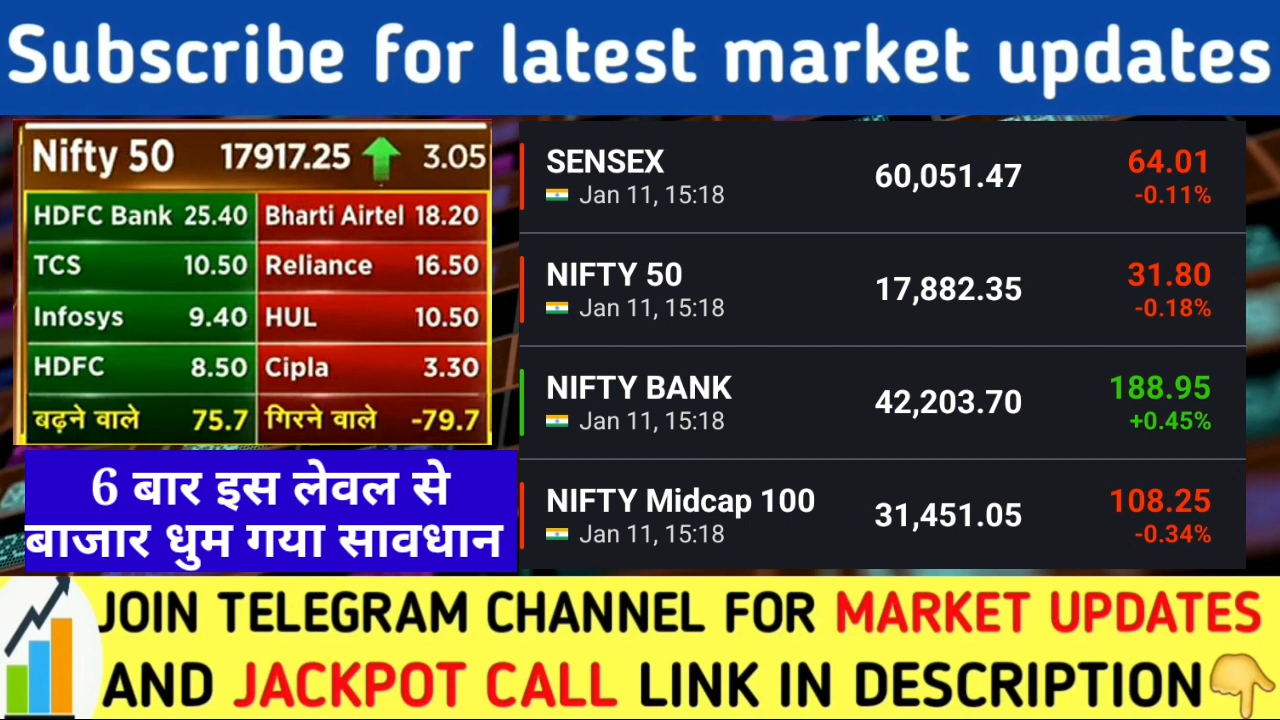 Subscribe for latest market updates
Nifty 50 17917.25 3.05
HDFC Bank 25.40 Bharti Airtel 18.20
TCS 10.50 Reliance 16.50
Infosys 9.40 HUL 10.50
HDFC 8.50 Cipla 3.30
बढ़ने वाले 75.7 गिरने वाले -79.7
6 बार इस लेवल से
बाजार धुम गया सावधान
SENSEX 60,051.47 64.01
Jan 11, 15:18 -0.11%
NIFTY 50 17,882.35 31.80
Jan 11, 15:18 -0.18%
NIFTY BANK 42,203.70 188.95
Jan 11, 15:18 +0.45%
NIFTY Midcap 100 31,451.05 108.25
Jan 11, 15:18 -0.34%
JOIN TELEGRAM CHANNEL FOR MARKET UPDATES
AND JACKPOT CALL LINK IN DESCRIPTION